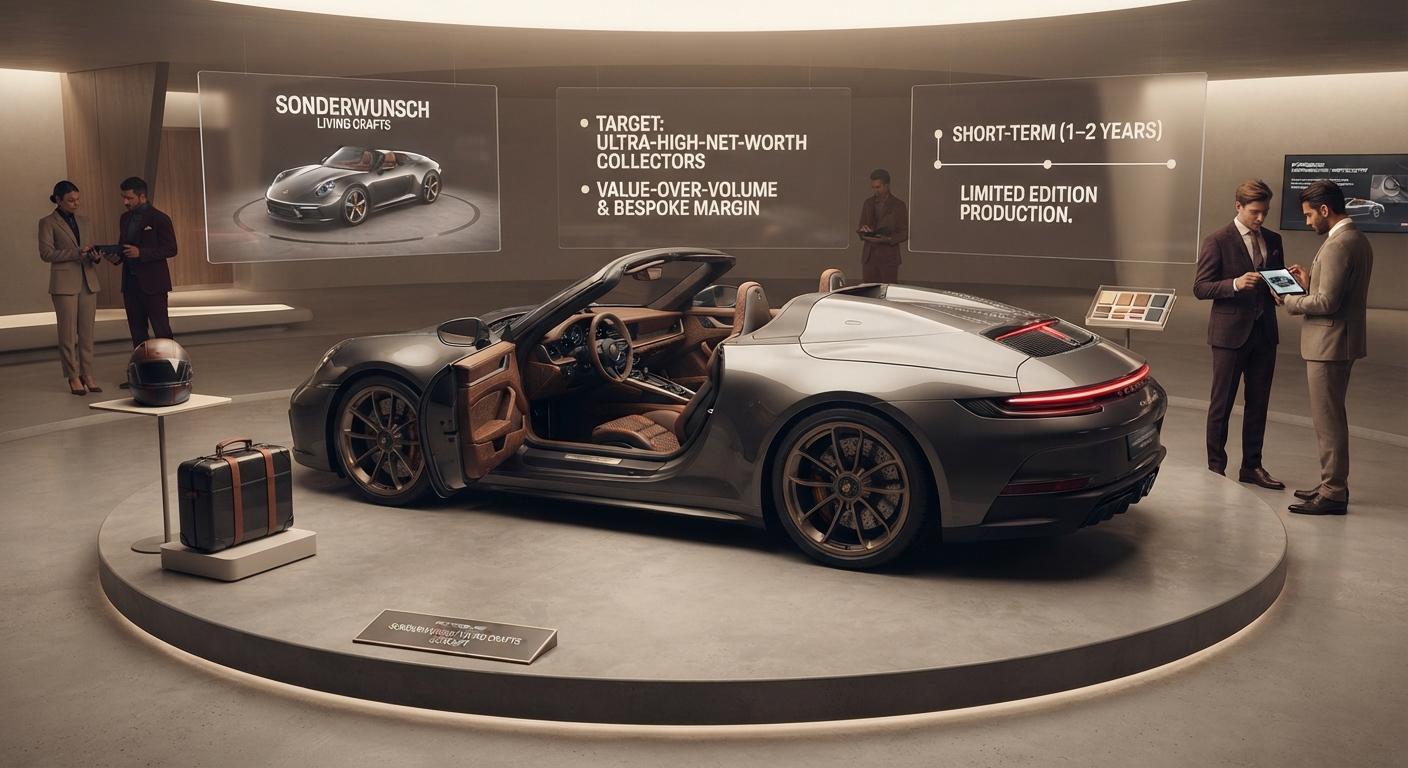 SONDERWUNSCH
LIVING CRAFTS
• TARGET:
ULTRA-HIGH-NET-WORTH
COLLECTORS
• VALUE-OVER-VOLUME
& BESPOKE MARGIN
SHORT-TERM (1–2 YEARS)
LIMITED EDITION
PRODUCTION.